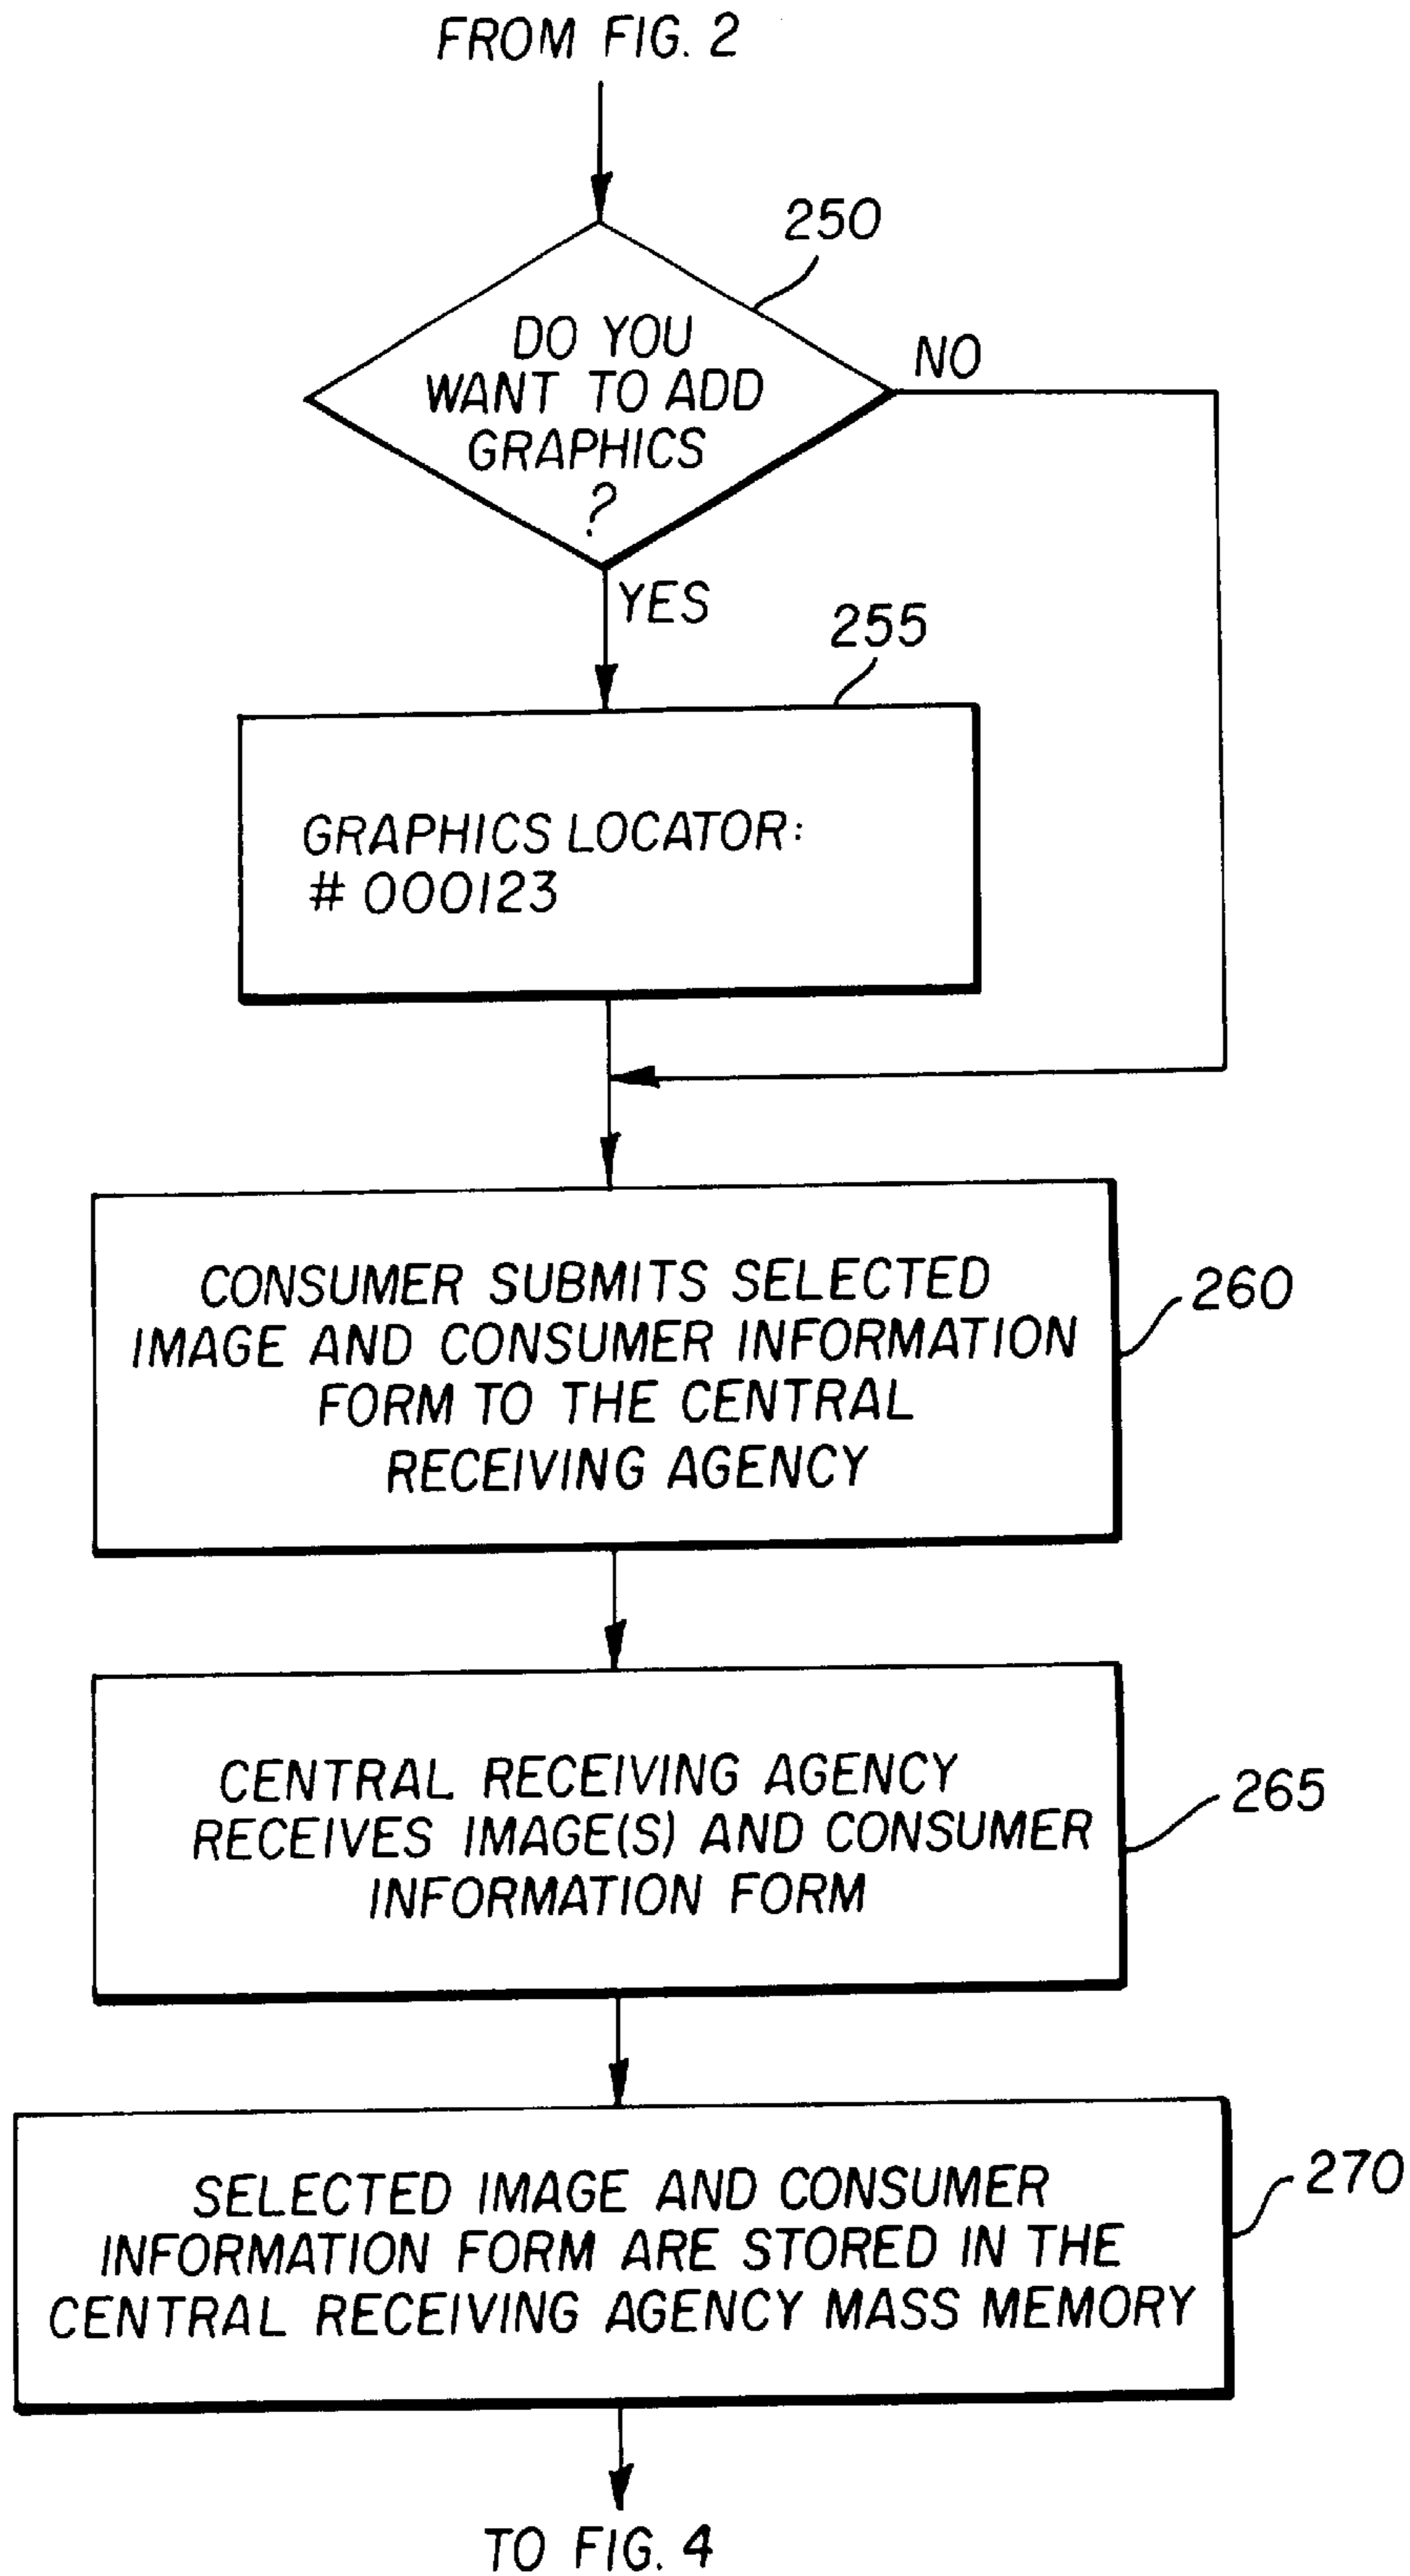 FROM FIG. 2
250
DO YOU
WANT TO ADD
GRAPHICS
?
NO
YES
255
GRAPHICS LOCATOR:
# 000123
CONSUMER SUBMITS SELECTED
IMAGE AND CONSUMER INFORMATION
FORM TO THE CENTRAL
RECEIVING AGENCY
260
CENTRAL RECEIVING AGENCY
RECEIVES IMAGE(S) AND CONSUMER
INFORMATION FORM
265
SELECTED IMAGE AND CONSUMER
INFORMATION FORM ARE STORED IN THE
CENTRAL RECEIVING AGENCY MASS MEMORY
270
TO FIG. 4